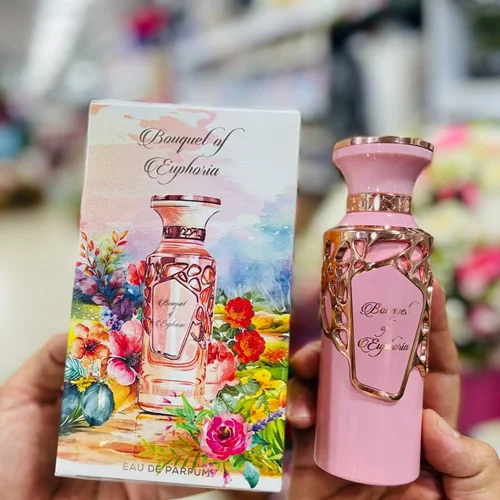 Bouquet of
Euphoria
Bouquet
of
Euphoria
EAU DE PARFUM
Bouquet
of
Euphoria